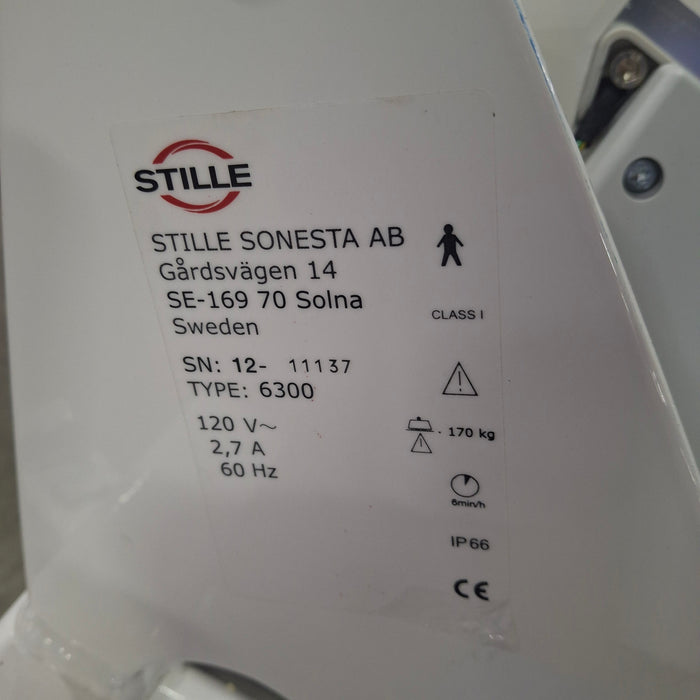 STILLE
STILLE SONESTA AB
Gårdsvägen 14
SE-169 70 Solna
Sweden
SN: 12- 11137
TYPE: 6300
120 V~
2,7 A
60 Hz
CLASS I
170 kg
6min/h
IP66
CE